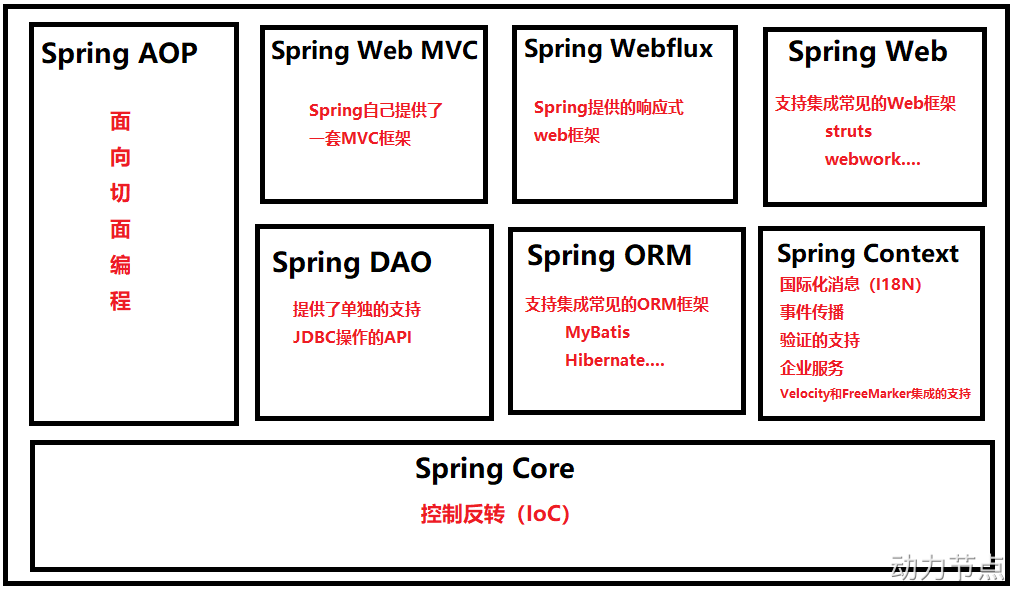 Spring AOP
面
向
切
面
编
程
Spring Web MVC
Spring自己提供了
一套MVC框架
Spring Webflux
Spring提供的响应式
web框架
Spring Web
支持集成常见的Web框架
struts
webwork....
Spring DAO
提供了单独的支持
JDBC操作的API
Spring ORM
支持集成常见的ORM框架
MyBatis
Hibernate....
Spring Context
国际化消息（I18N）
事件传播
验证的支持
企业服务
Velocity和FreeMarker集成的支持
Spring Core
控制反转（IoC）
动力节点